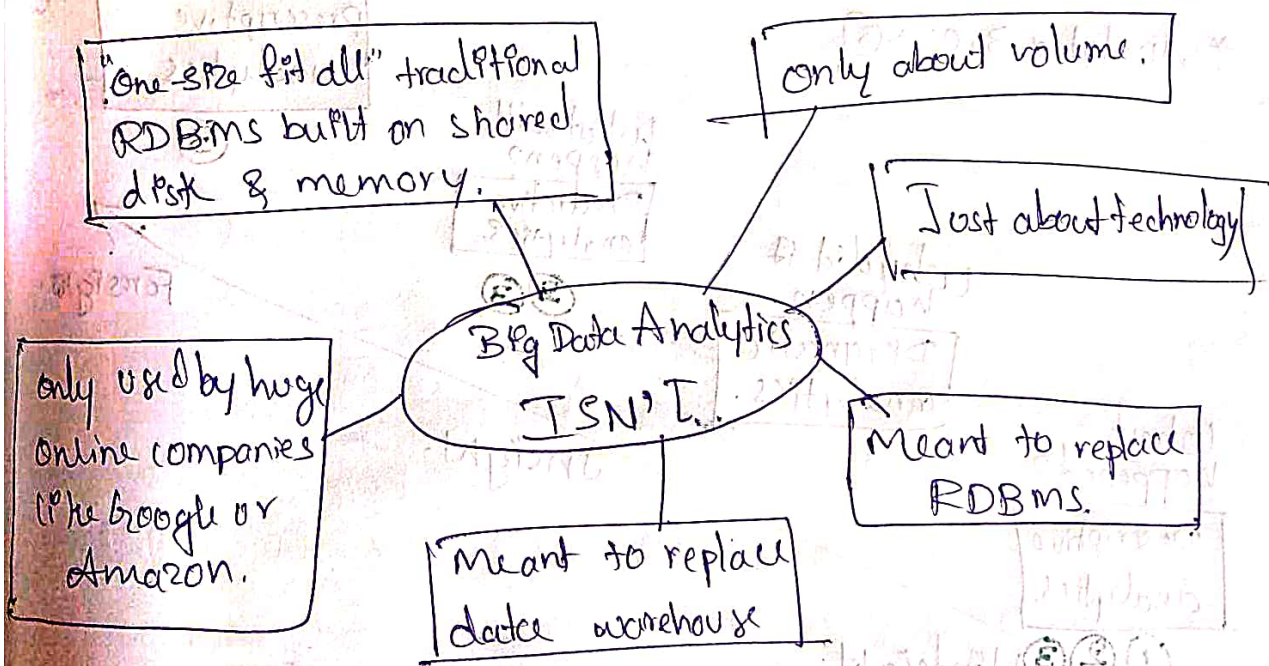 "One-size fit all" traditional
RDBMS built on shared
disk & memory.
only about volume.
Just about technology
Big Data Analytics
ISN'T...
only used by huge
online companies
like Google or
Amazon.
Meant to replace
RDBMS.
Meant to replace
data warehouse